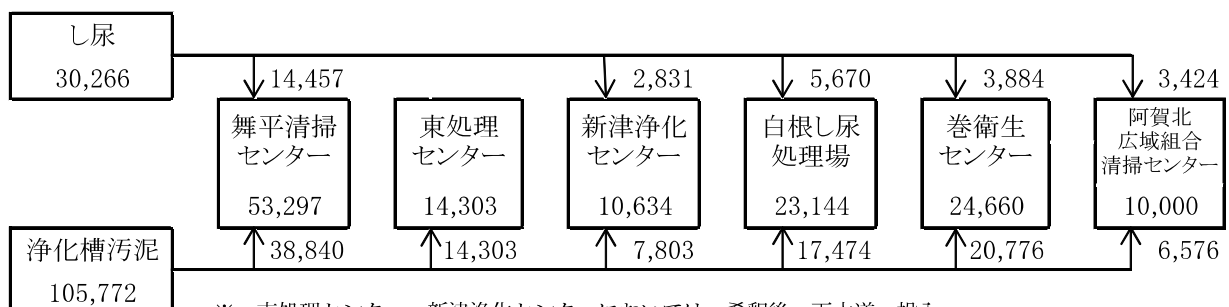 し尿
30,266
14,457
2,831
5,670
3,884
3,424
舞平清掃
センター
53,297
東処理
センター
14,303
新津浄化
センター
10,634
白根し尿
処理場
23,144
巻衛生
センター
24,660
阿賀北
広域組合
清掃センター
10,000
浄化槽汚泥
105,772
38,840
14,303
7,803
17,474
20,776
6,576